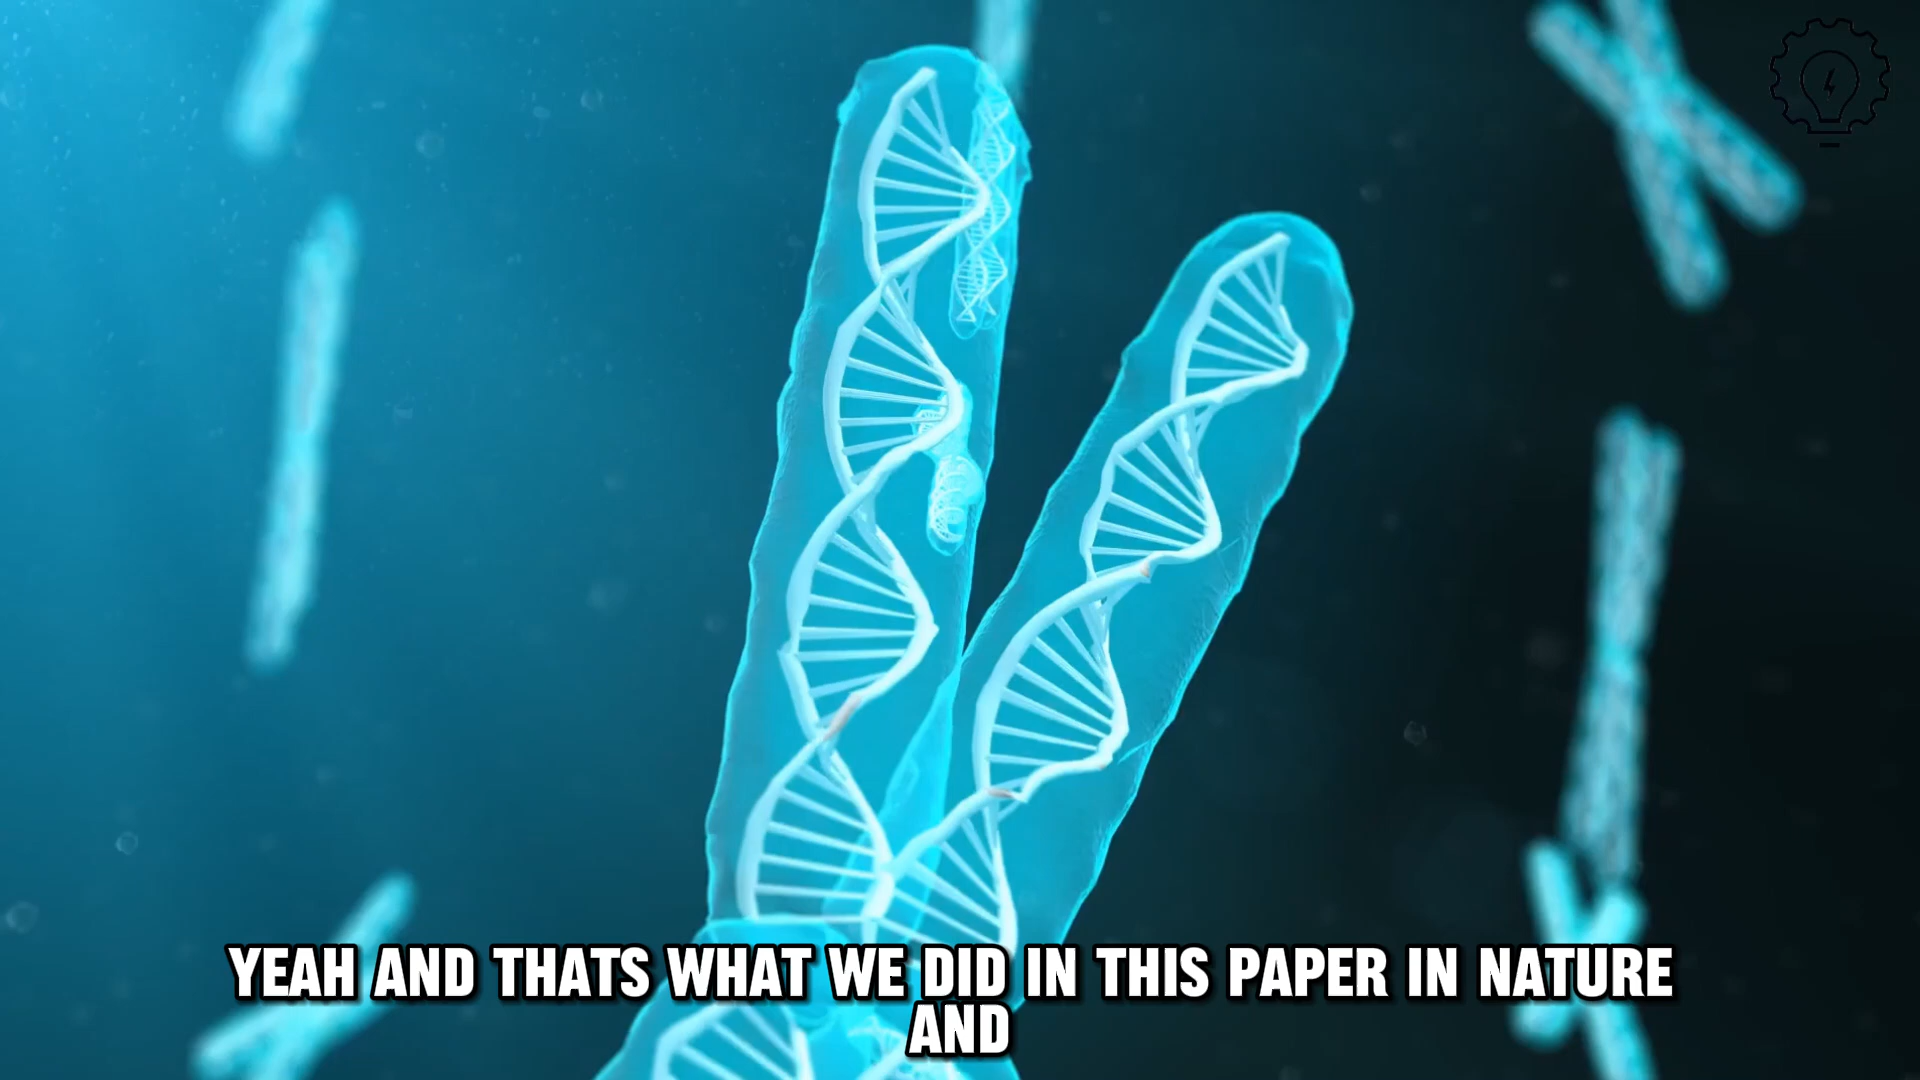 YEAH AND THATS WHAT WE DID IN THIS PAPER IN NATURE
AND